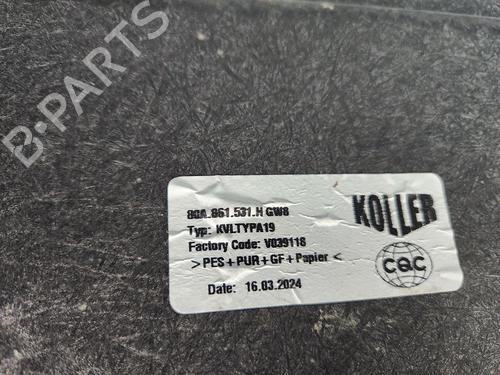 B-PARTS
80A.861.531.H GW8
Typ: KVLTYPA19
Factory Code: V039118
>PES+PUR+GF+Papier<
Date: 16.03.2024
KOLLER
CQC